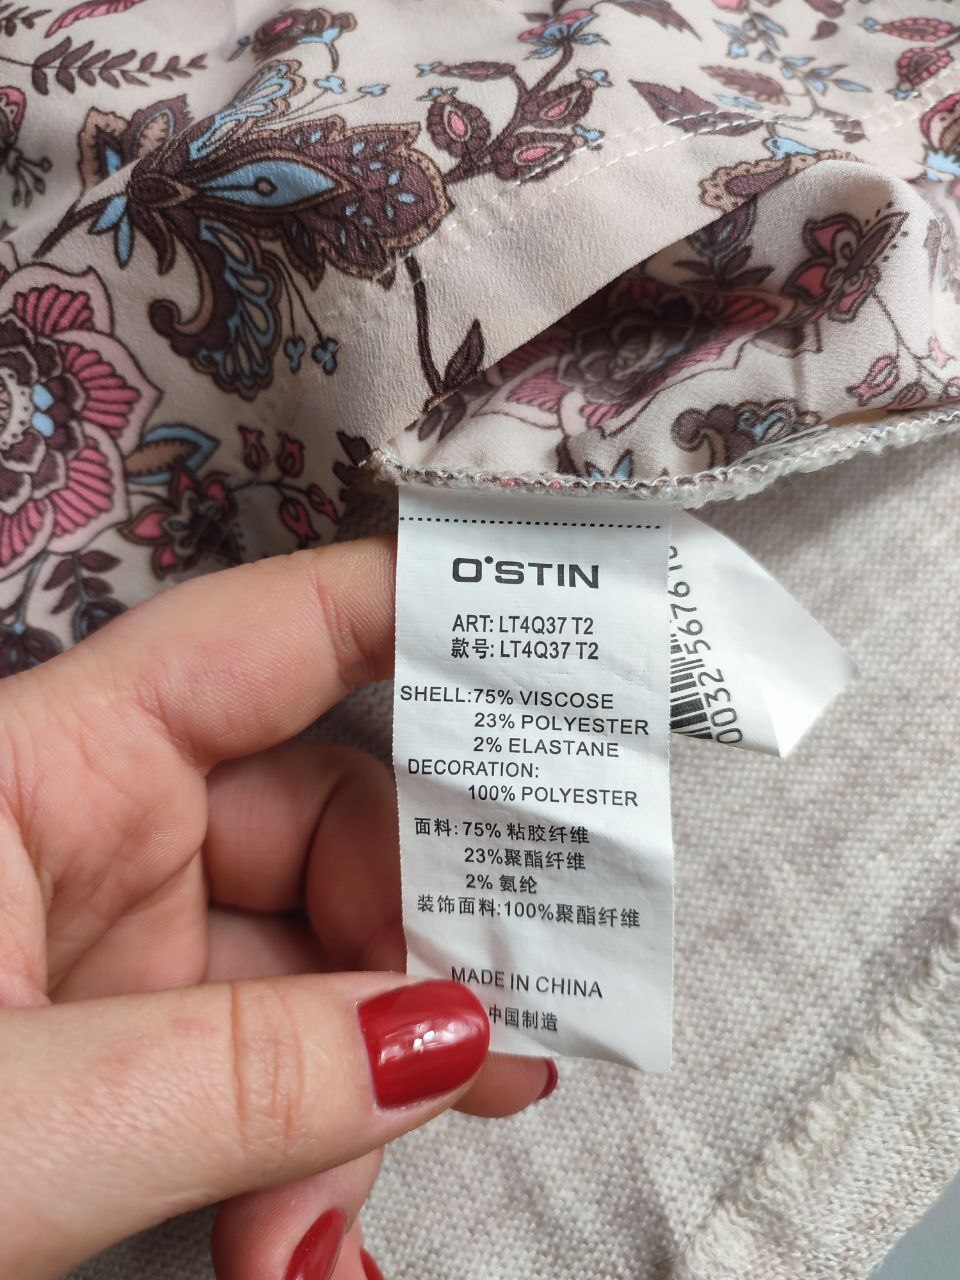 O'STIN
ART: LT4Q37 T2
款号: LT4Q37 T2
SHELL:75% VISCOSE
23% POLYESTER
2% ELASTANE
DECORATION:
100% POLYESTER
面料: 75% 粘胶纤维
23%聚酯纤维
2% 氨纶
装饰面料:100%聚酯纤维
MADE IN CHINA
中国制造
0032